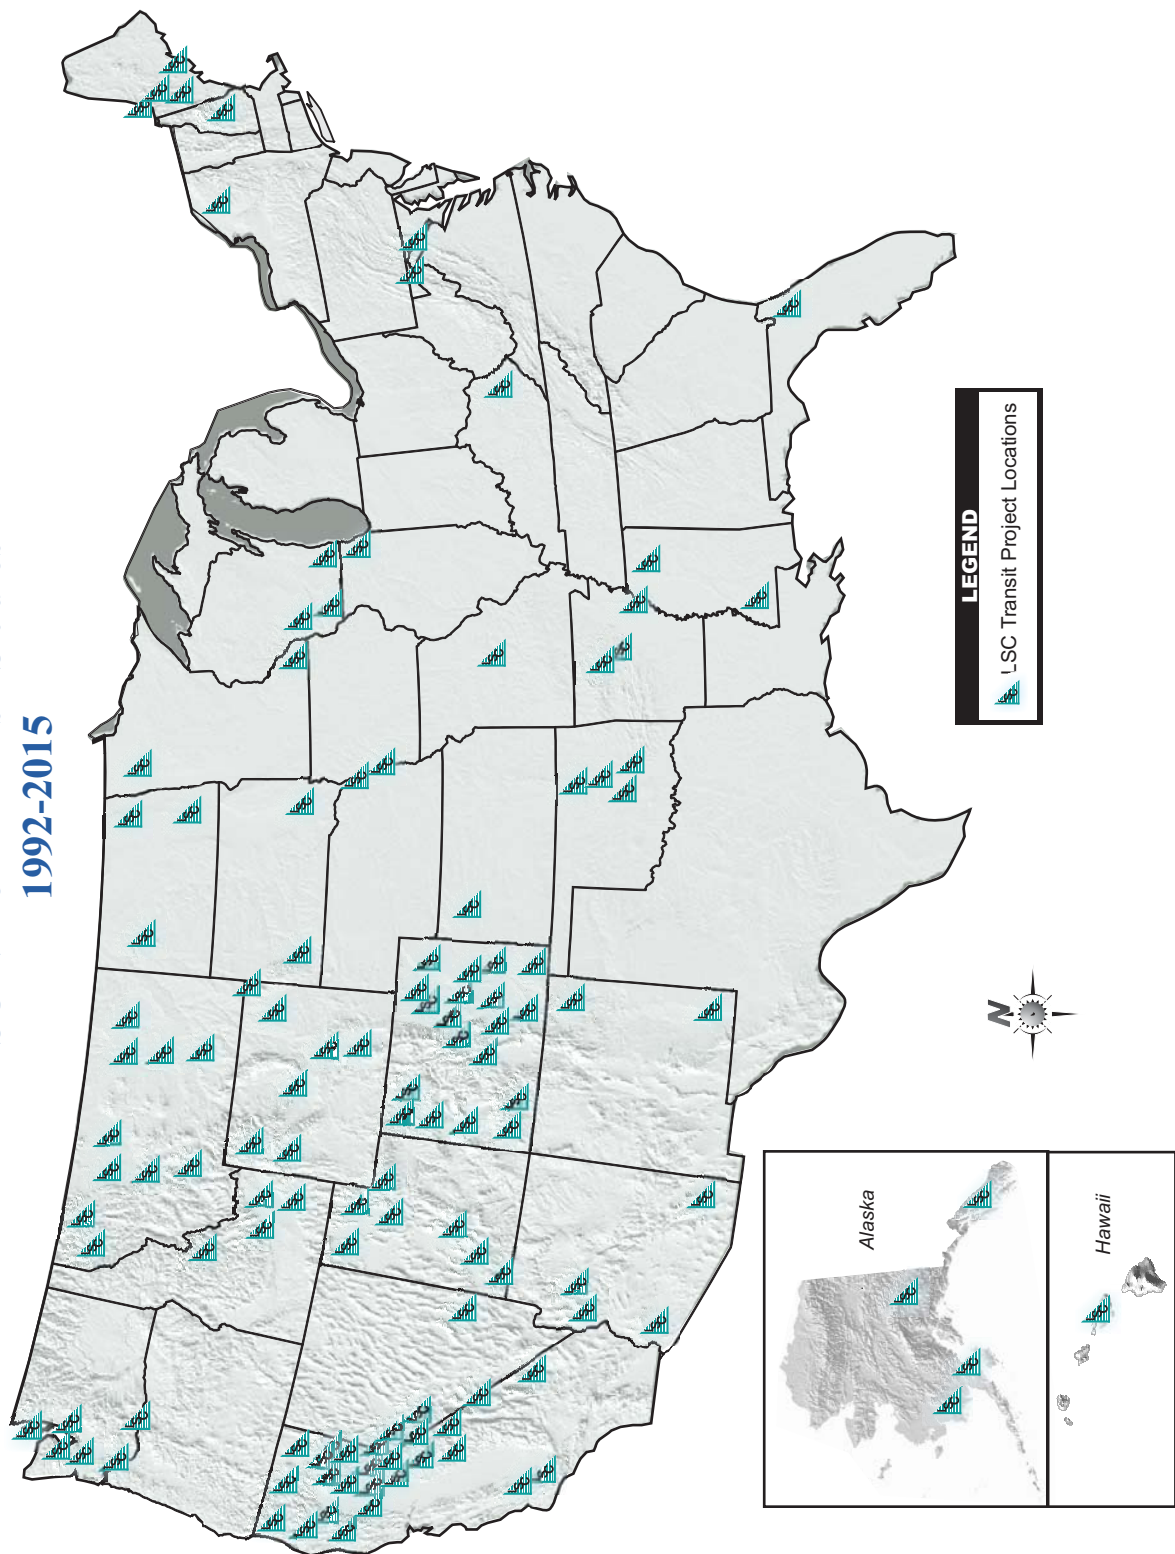 1992-2015
LEGEND
LSC Transit Project Locations
N
Alaska
Hawaii